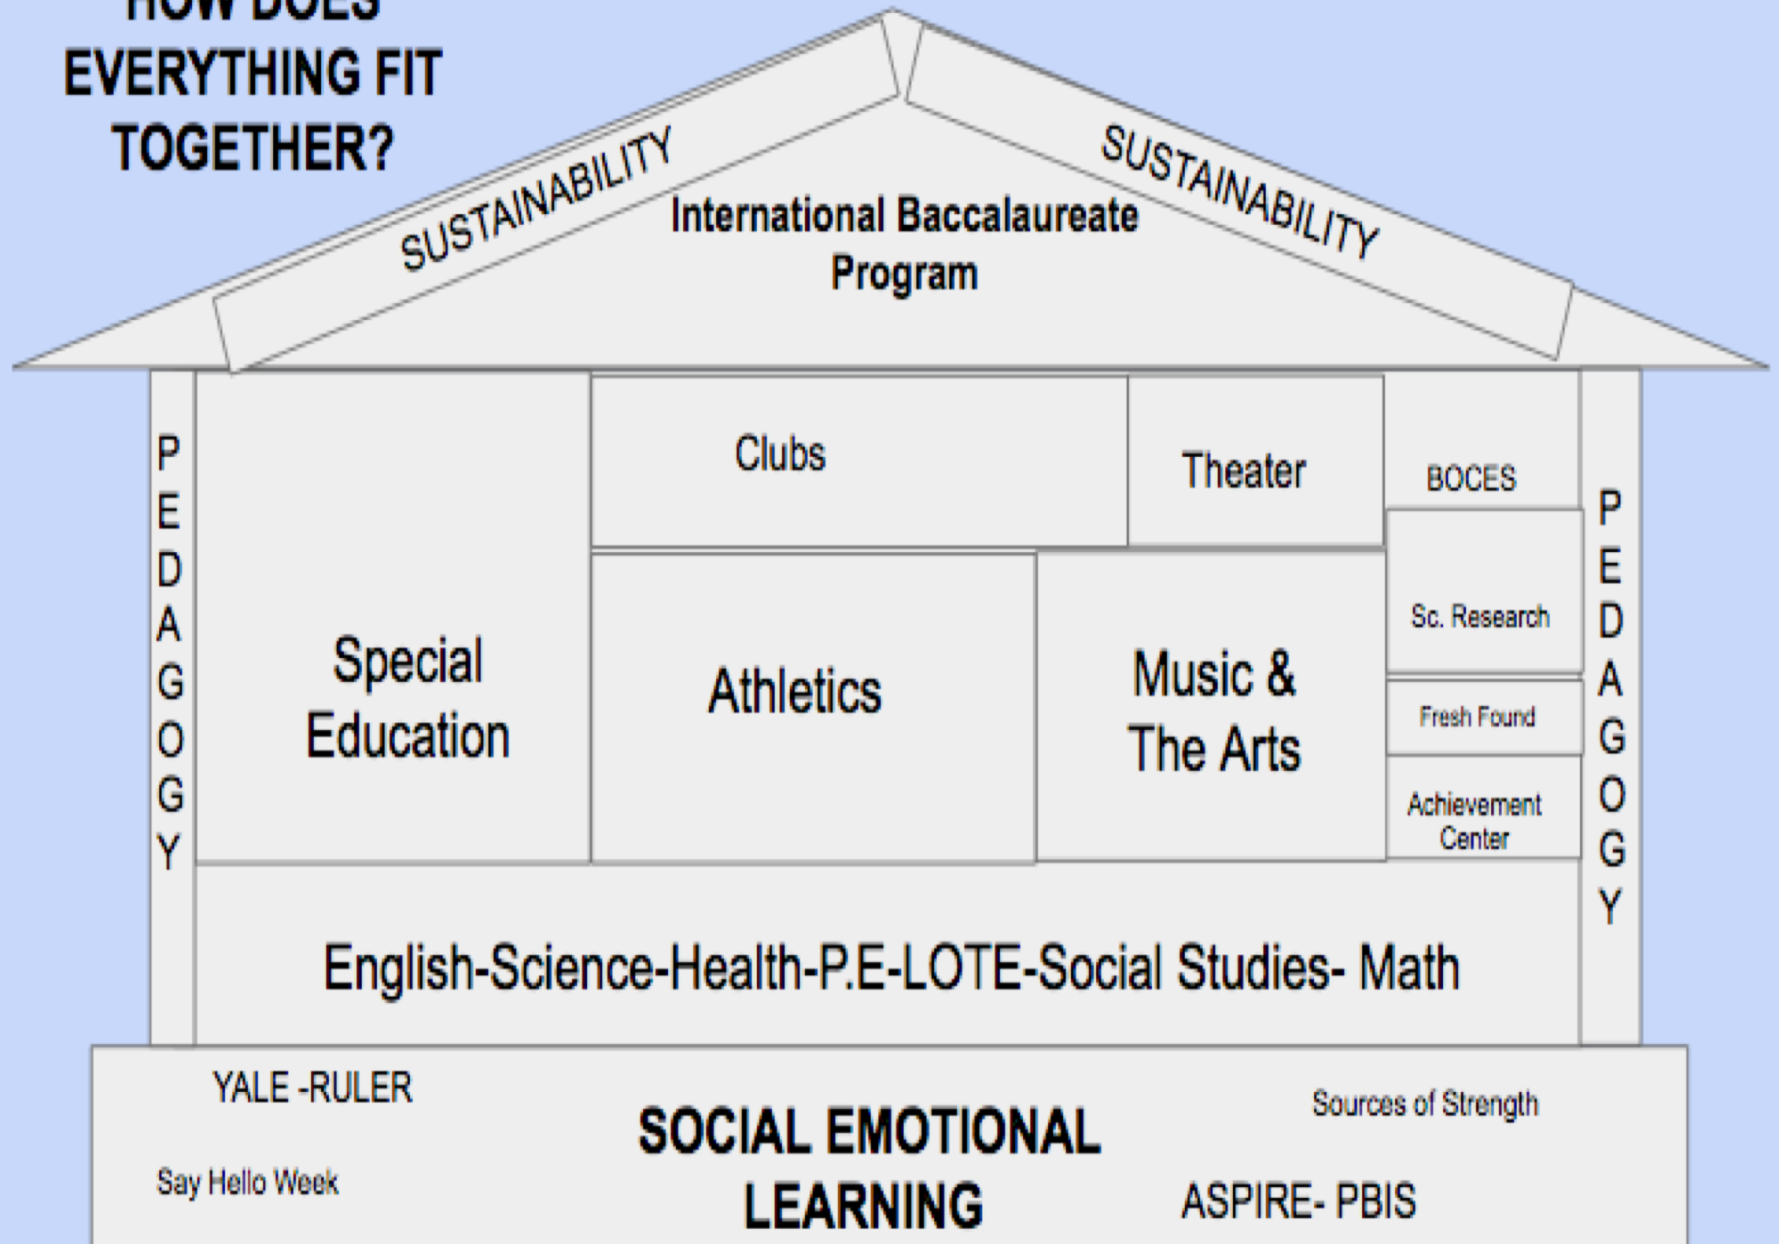 HOW DOES
EVERYTHING FIT
TOGETHER?
SUSTAINABILITY
SUSTAINABILITY
International Baccalaureate
Program
PEDAGOGY
Special
Education
Clubs
Theater
BOCES
Athletics
Music &
The Arts
Sc. Research
Fresh Found
Achievement
Center
PEDAGOGY
English-Science-Health-P.E-LOTE-Social Studies- Math
YALE -RULER
Say Hello Week
SOCIAL EMOTIONAL
LEARNING
Sources of Strength
ASPIRE- PBIS